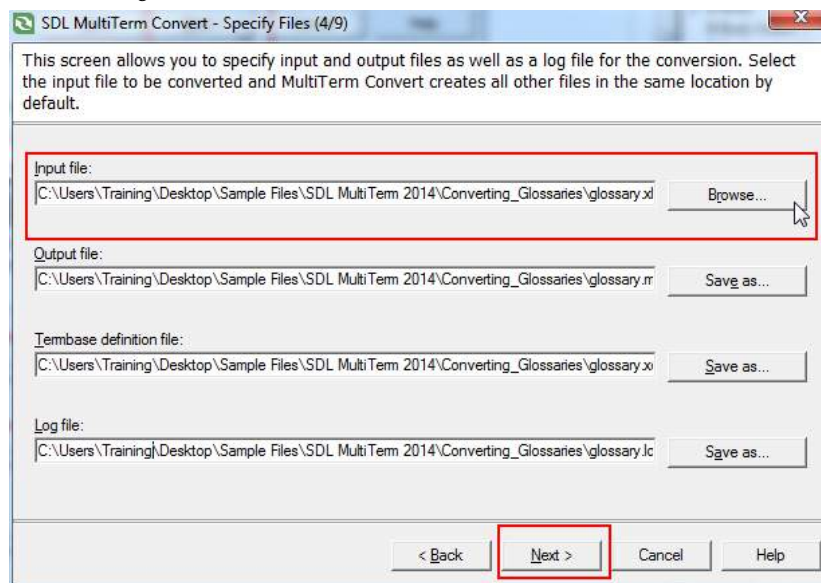 SDL MultiTerm Convert - Specify Files (4/9)
This screen allows you to specify input and output files as well as a log file for the conversion. Select
the input file to be converted and MultiTerm Convert creates all other files in the same location by
default.
Input file:
C:\Users\Training\Desktop\Sample Files\SDL MultiTerm 2014\Converting_Glossaries\glossary.xl
Browse...
Output file:
C:\Users\Training\Desktop\Sample Files\SDL MultiTerm 2014\Converting_Glossaries\glossary.m
Save as...
Termbase definition file:
C:\Users\Training\Desktop\Sample Files\SDL MultiTerm 2014\Converting_Glossaries\glossary.x
Save as...
Log file:
C:\Users\Training\Desktop\Sample Files\SDL MultiTerm 2014\Converting_Glossaries\glossary.lo
Save as...
< Back Next > Cancel Help